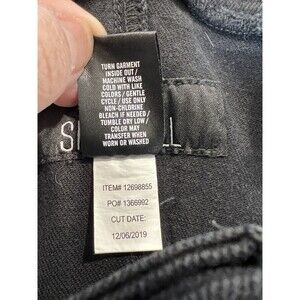 TURN GARMENT
INSIDE OUT /
MACHINE WASH
COLD WITH LIKE
COLORS / GENTLE
CYCLE / USE ONLY
NON-CHLORINE
BLEACH IF NEEDED /
TUMBLE DRY LOW /
COLOR MAY
TRANSFER WHEN
WORN OR WASHED
ITEM# 12698855
PO# 1366992
CUT DATE:
12/06/2019